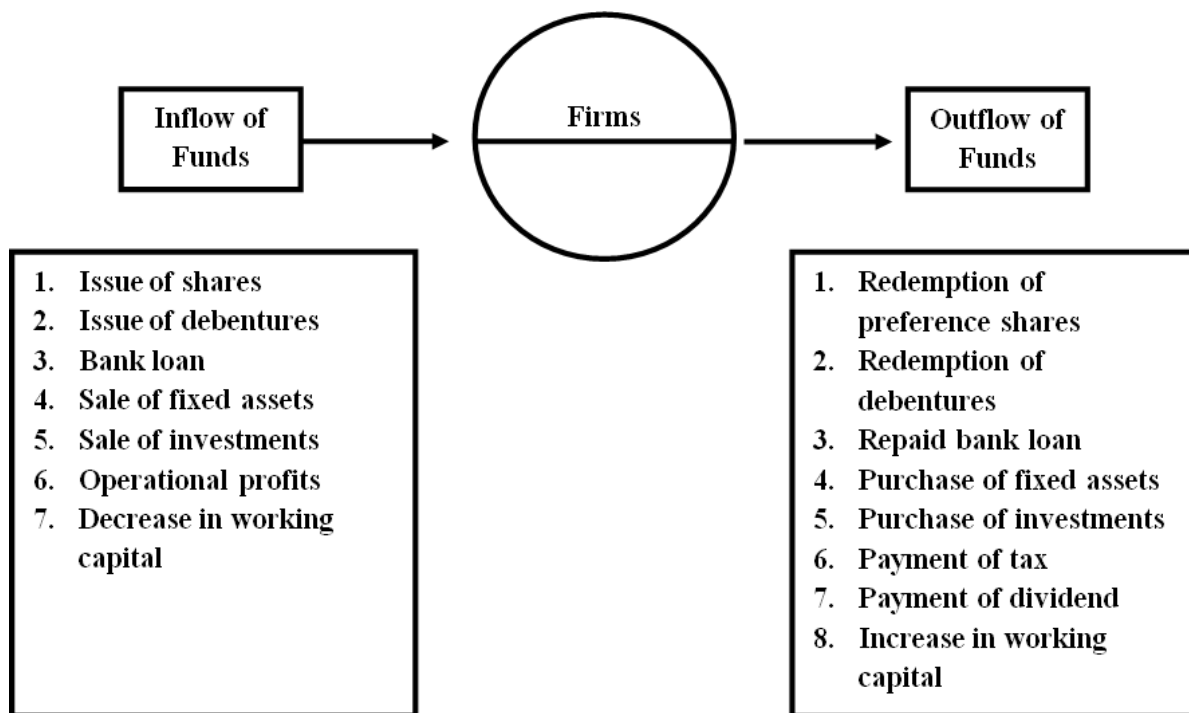 Inflow of
Funds
Firms
Outflow of
Funds
1. Issue of shares
2. Issue of debentures
3. Bank loan
4. Sale of fixed assets
5. Sale of investments
6. Operational profits
7. Decrease in working
capital
1. Redemption of
preference shares
2. Redemption of
debentures
3. Repaid bank loan
4. Purchase of fixed assets
5. Purchase of investments
6. Payment of tax
7. Payment of dividend
8. Increase in working
capital